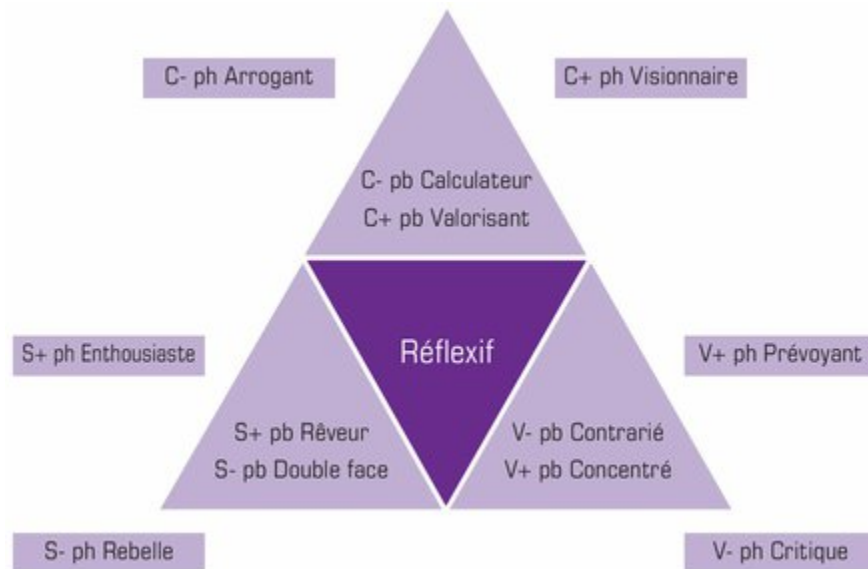 C- ph Arrogant
C+ ph Visionnaire
C- pb Calculateur
C+ pb Valorisant
S+ ph Enthousiaste
Réflexif
V+ ph Prévoyant
S+ pb Rêveur
S- pb Double face
V- pb Contrarié
V+ pb Concentré
S- ph Rebelle
V- ph Critique